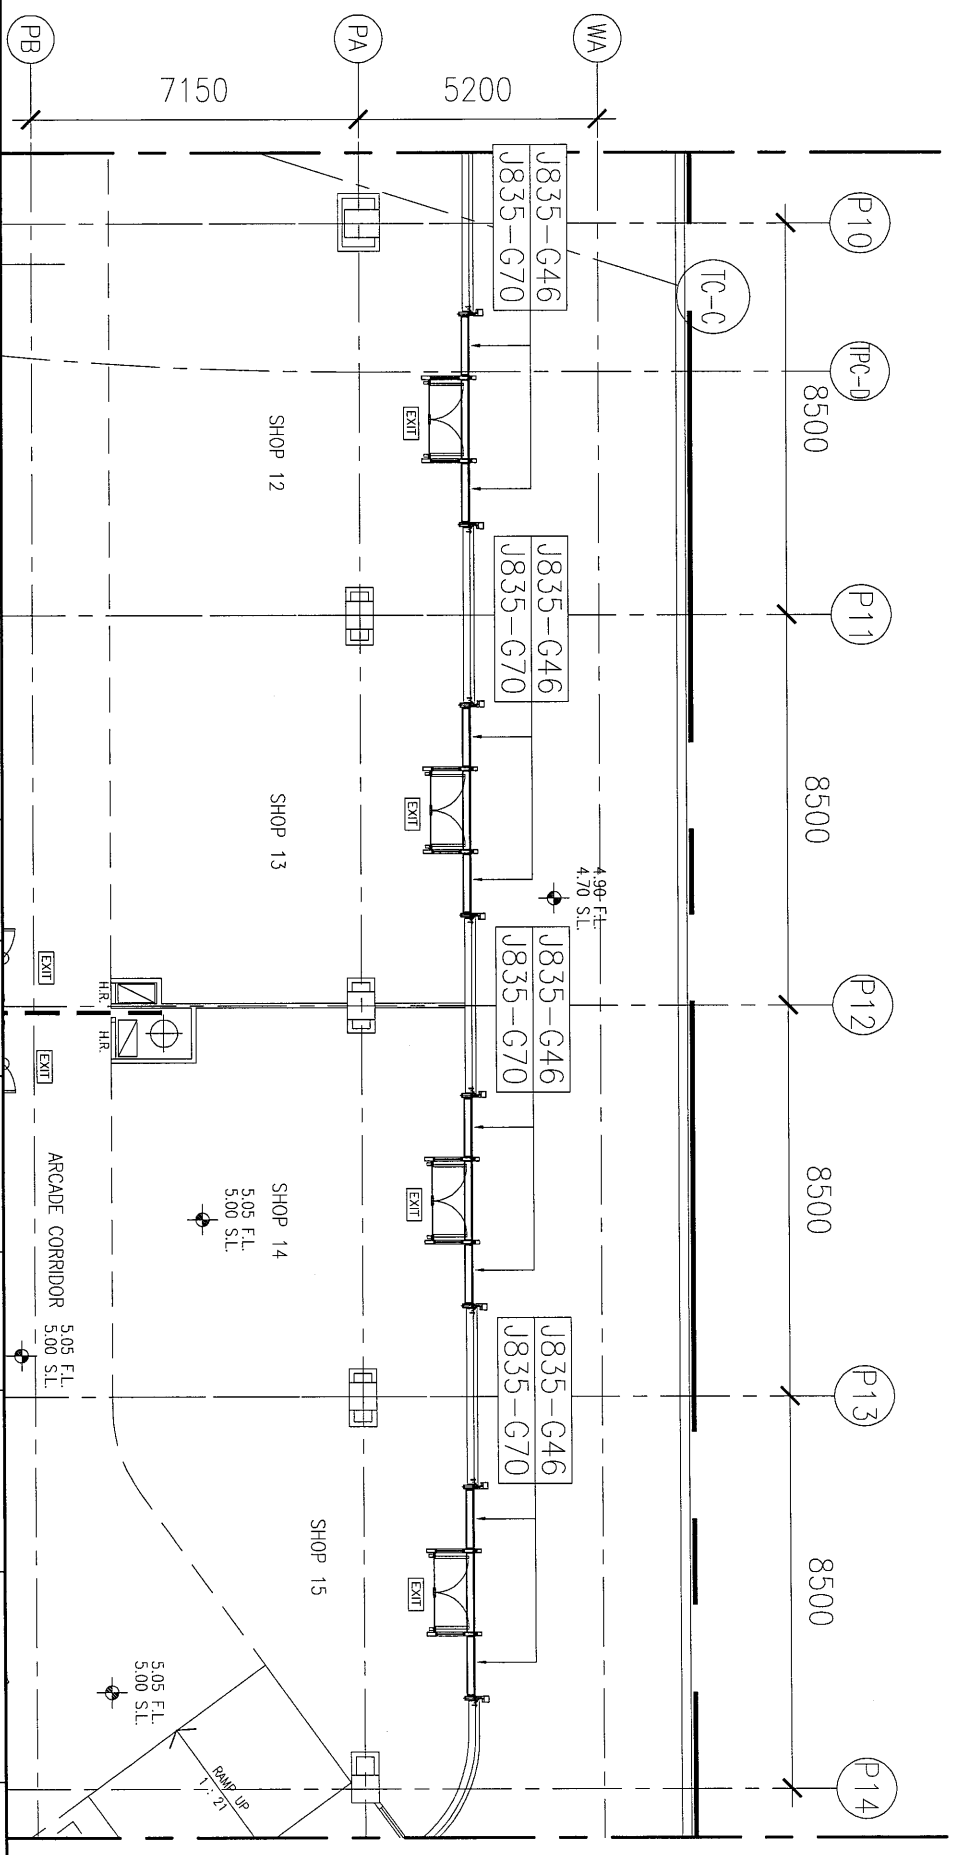 PB
PA
WA
7150
5200
P10
TC-C
TPC-D
P11
P12
P13
P14
8500
8500
8500
8500
J835-G46
J835-G70
J835-G46
J835-G70
J835-G46
J835-G70
J835-G46
J835-G70
EXIT
EXIT
EXIT
EXIT
SHOP 12
SHOP 13
4.90 F.L.
4.70 S.L.
SHOP 14
5.05 F.L.
5.00 S.L.
SHOP 15
H.R.
H.R.
EXIT
EXIT
ARCADE CORRIDOR
5.05 F.L.
5.00 S.L.
5.05 F.L.
5.00 S.L.
RAMP UP
1 : 21